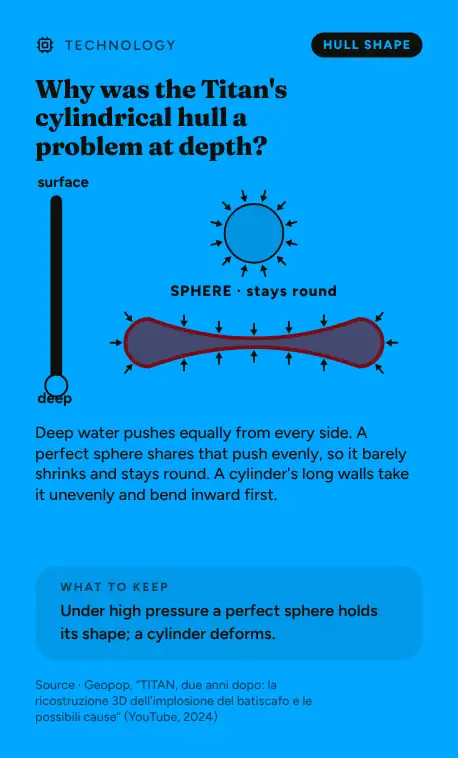 TECHNOLOGY
HULL SHAPE
Why was the Titan's
cylindrical hull a
problem at depth?
surface
SPHERE · stays round
deep
Deep water pushes equally from every side. A
perfect sphere shares that push evenly, so it barely
shrinks and stays round. A cylinder's long walls take
it unevenly and bend inward first.
WHAT TO KEEP
Under high pressure a perfect sphere holds
its shape; a cylinder deforms.
Source · Geopop, "TITAN, due anni dopo: la
ricostruzione 3D dell'implosione del batiscafo e le
possibili cause" (YouTube, 2024)